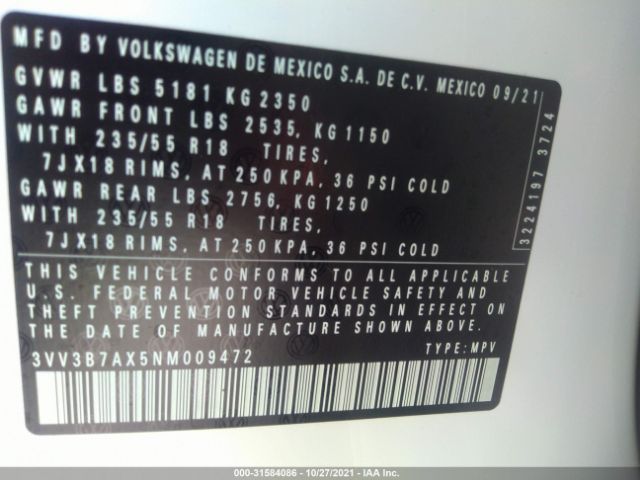 MFD BY VOLKSWAGEN DE MEXICO S.A. DE C.V. MEXICO 09/21
GVWR LBS 5181 KG 2350
GAWR FRONT LBS 2535, KG 1150
WITH 235/55 R18 TIRES,
7JX18 RIMS, AT 250 KPA, 36 PSI COLD
GAWR REAR LBS 2756, KG 1250
WITH 235/55 R18 TIRES,
7JX18 RIMS, AT 250 KPA, 36 PSI COLD
THIS VEHICLE CONFORMS TO ALL APPLICABLE
U.S. FEDERAL MOTOR VEHICLE SAFETY AND
THEFT PREVENTION STANDARDS IN EFFECT ON
THE DATE OF MANUFACTURE SHOWN ABOVE.
3VV3B7AX5NM009472 TYPE: MPV
3224197 3724
000-31584086 - 10/27/2021 - IAA Inc.